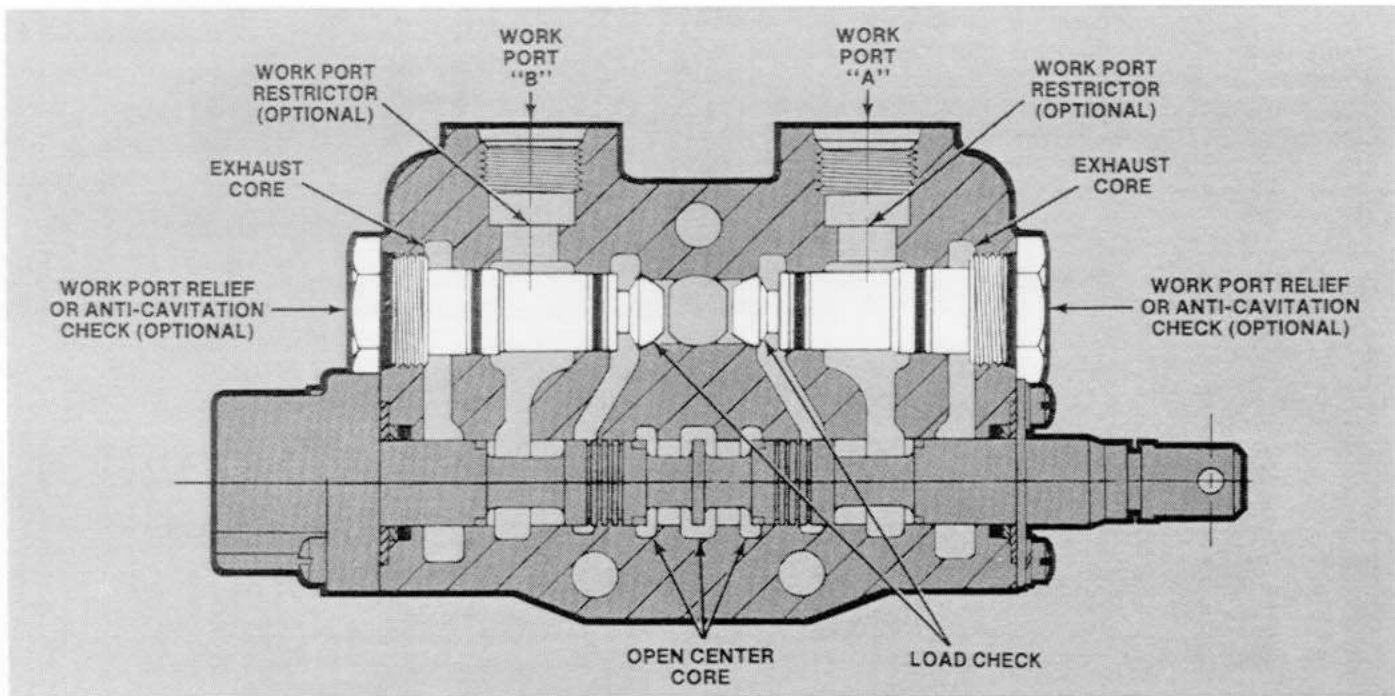 WORK
PORT
"B"
WORK
PORT
"A"
WORK PORT
RESTRICTOR
(OPTIONAL)
WORK PORT
RESTRICTOR
(OPTIONAL)
EXHAUST
CORE
EXHAUST
CORE
WORK PORT RELIEF
OR ANTI-CAVITATION
CHECK (OPTIONAL)
WORK PORT RELIEF
OR ANTI-CAVITATION
CHECK (OPTIONAL)
OPEN CENTER
CORE
LOAD CHECK